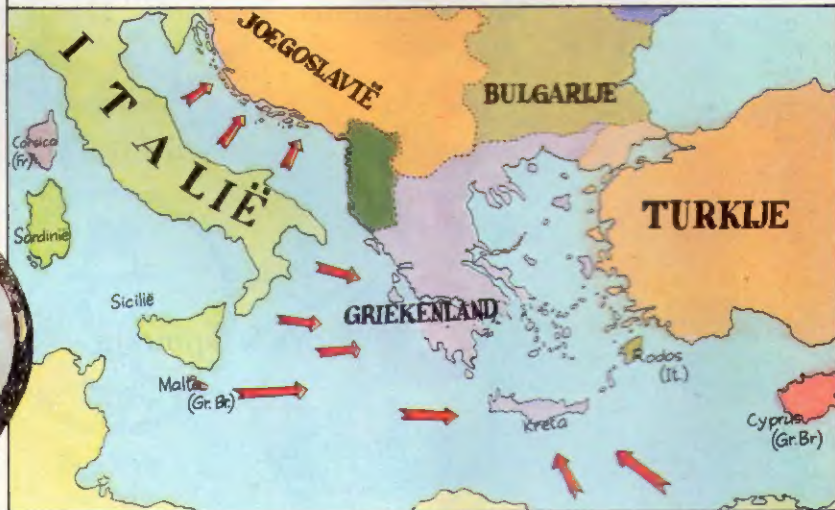 ITALIË
JOEGOSLAVIË
BULGARIJE
Corsica
(Fr)
Sardinië
TURKIJE
Sicilië
GRIEKENLAND
Malta
(Gr. Br)
Rodos
(It.)
Kreta
Cyprus
(Gr. Br)